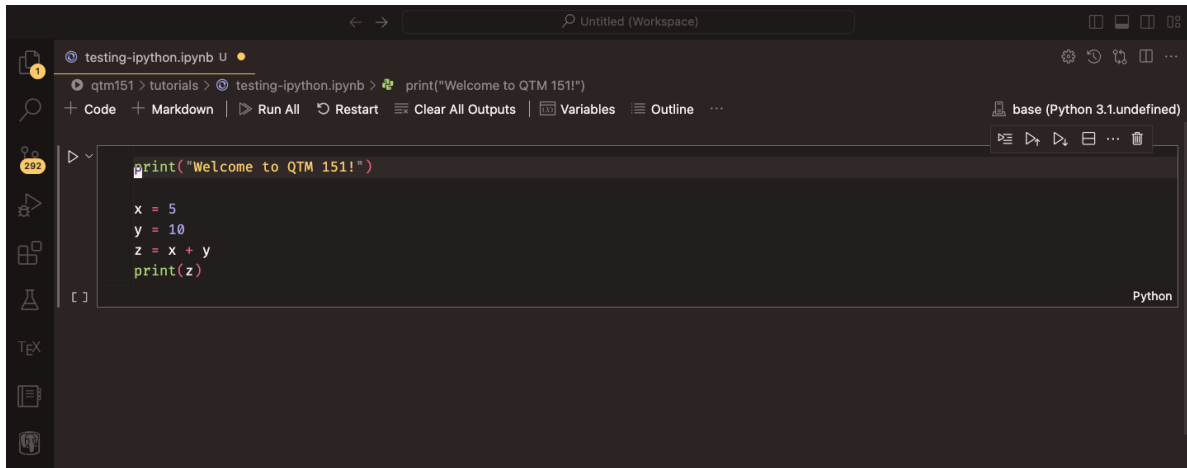 Untitled (Workspace)
testing-ipython.ipynb U
1
qtm151 > tutorials > testing-ipython.ipynb > print("Welcome to QTM 151!")
+ Code + Markdown | Run All Restart Clear All Outputs | Variables Outline ...
base (Python 3.1.undefined)
292
print("Welcome to QTM 151!")
x = 5
y = 10
z = x + y
print(z)
[ ]
Python
TEX